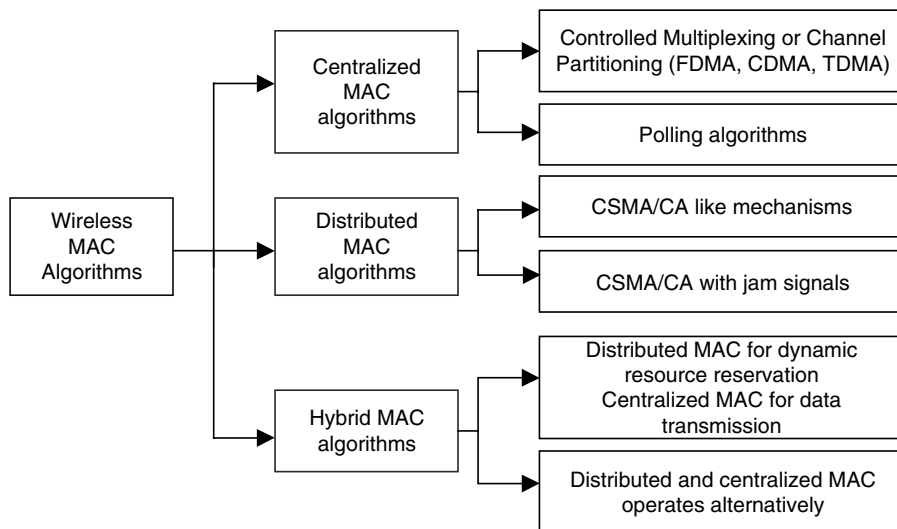 Wireless
MAC
Algorithms
Centralized
MAC
algorithms
Controlled Multiplexing or Channel
Partitioning (FDMA, CDMA, TDMA)
Polling algorithms
Distributed
MAC
algorithms
CSMA/CA like mechanisms
CSMA/CA with jam signals
Hybrid MAC
algorithms
Distributed MAC for dynamic
resource reservation
Centralized MAC for data
transmission
Distributed and centralized MAC
operates alternatively